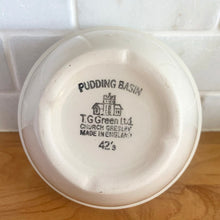 PUDDING BASIN
T.G Green Ltd.
CHURCH GRESLEY
MADE IN ENGLAND
42's